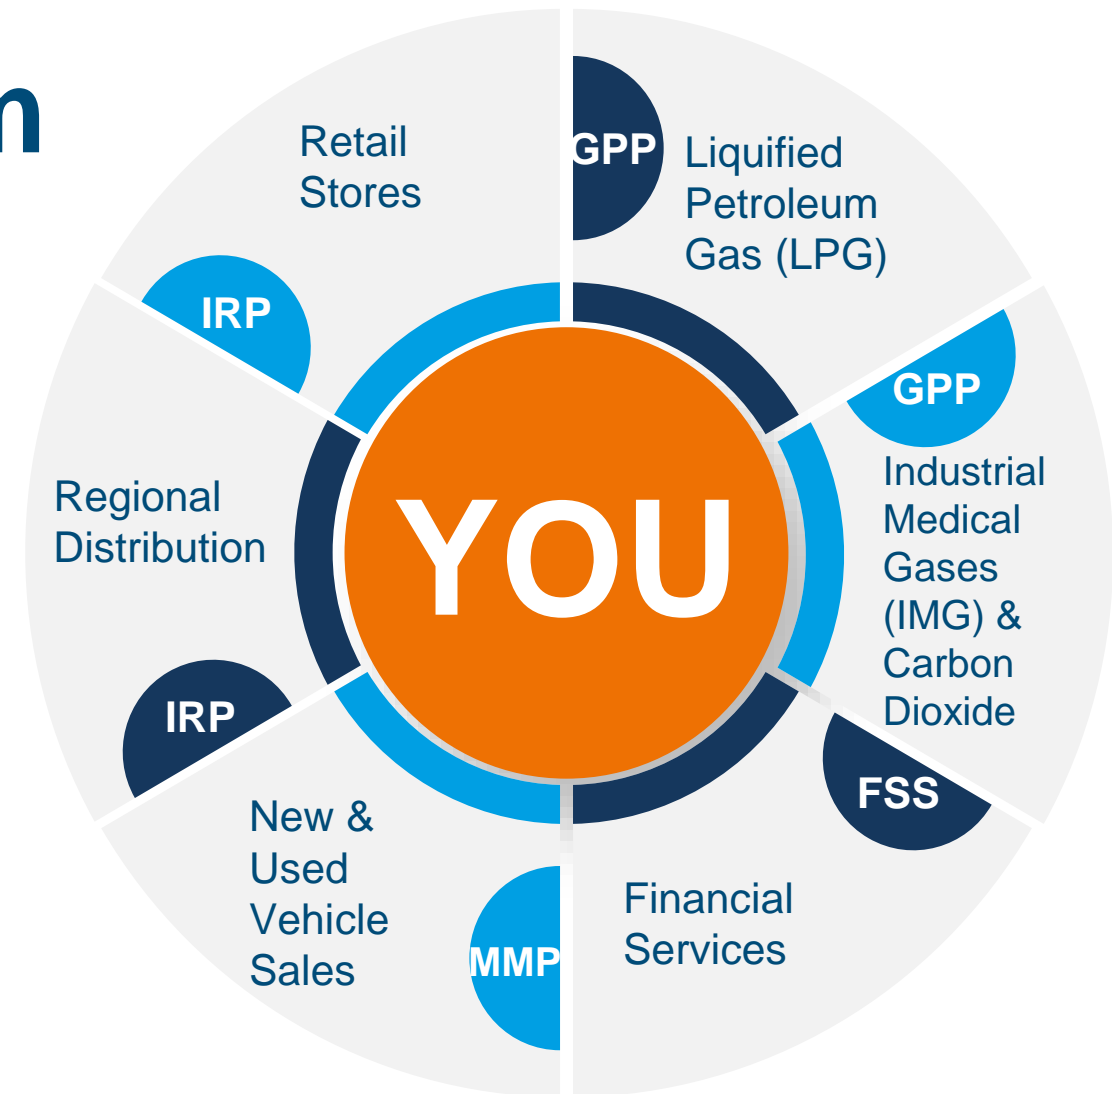 Retail
Stores
GPP
Liquified
Petroleum
Gas (LPG)
IRP
GPP
Industrial
Medical
Gases
(IMG) &
Carbon
Dioxide
Regional
Distribution
YOU
IRP
FSS
New &
Used
Vehicle
Sales
MMP
Financial
Services